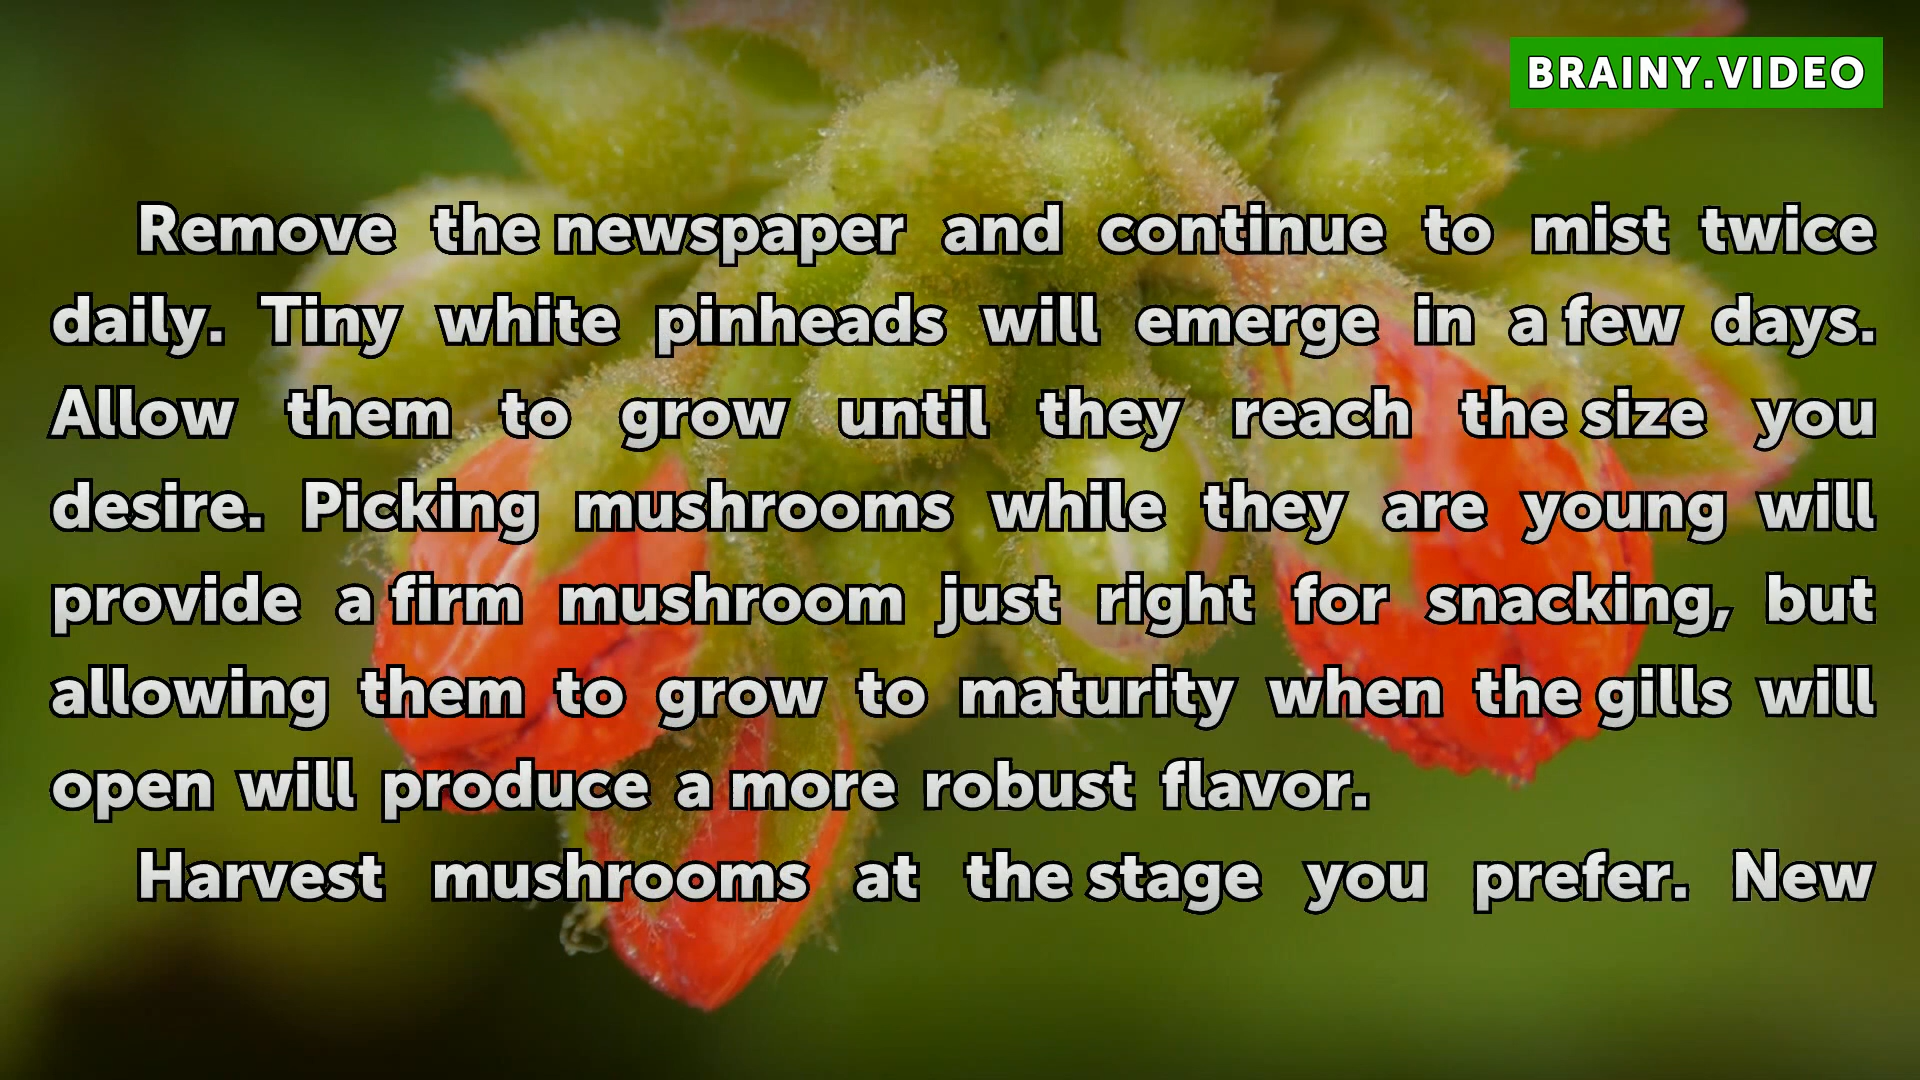 BRAINY.VIDEO
Remove the newspaper and continue to mist twice
daily. Tiny white pinheads will emerge in a few days.
Allow them to grow until they reach the size you
desire. Picking mushrooms while they are young will
provide a firm mushroom just right for snacking, but
allowing them to grow to maturity when the gills will
open will produce a more robust flavor.
Harvest mushrooms at the stage you prefer. New